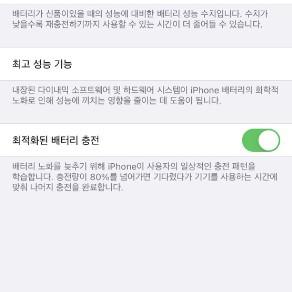 배터리가 신품이었을 때의 성능에 대비한 배터리 성능 수치입니다. 수치가
낮을수록 재충전하기까지 사용할 수 있는 시간이 더 줄어들 수 있습니다.
최고 성능 기능
내장된 다이내믹 소프트웨어 및 하드웨어 시스템이 iPhone 배터리의 화학적
노화로 인해 성능에 끼치는 영향을 줄이는 데 도움이 됩니다.
최적화된 배터리 충전
배터리 노화를 늦추기 위해 iPhone이 사용자의 일상적인 충전 패턴을
학습합니다. 충전량이 80%를 넘어가면 기다렸다가 기기를 사용하는 시간에
맞춰 나머지 충전을 완료합니다.